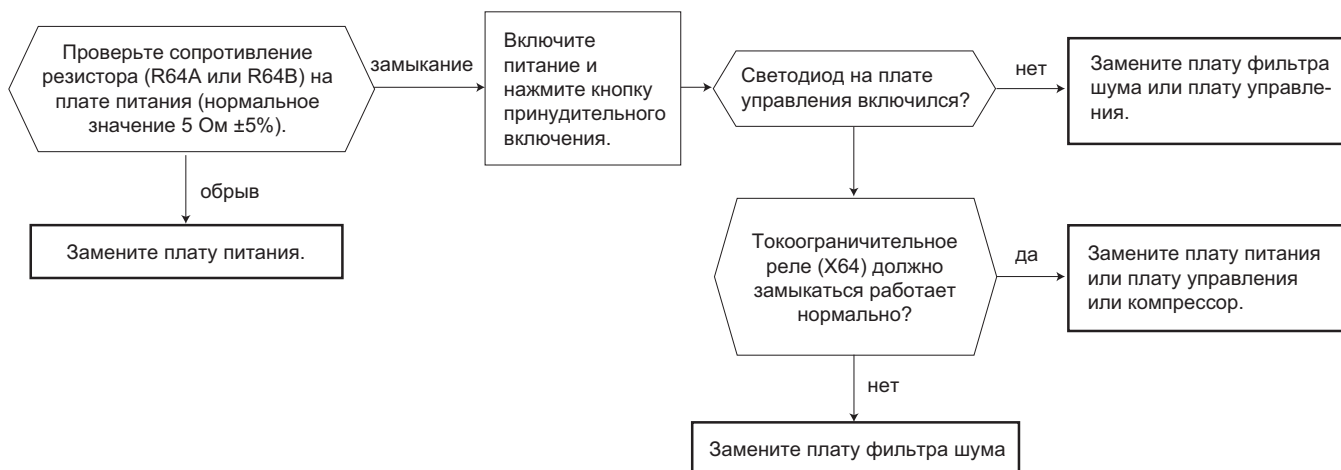 Проверьте сопротивление
резистора (R64A или R64B) на
плате питания (нормальное
значение 5 Ом ±5%).
замыкание
Включите
питание и
нажмите кнопку
принудительного
включения.
Светодиод на плате
управления включился?
нет
Замените плату фильтра
шума или плату управле-
ния.
обрыв
Замените плату питания.
Токоограничительное
реле (X64) должно
замыкаться работает
нормально?
да
Замените плату питания
или плату управления
или компрессор.
нет
Замените плату фильтра шума